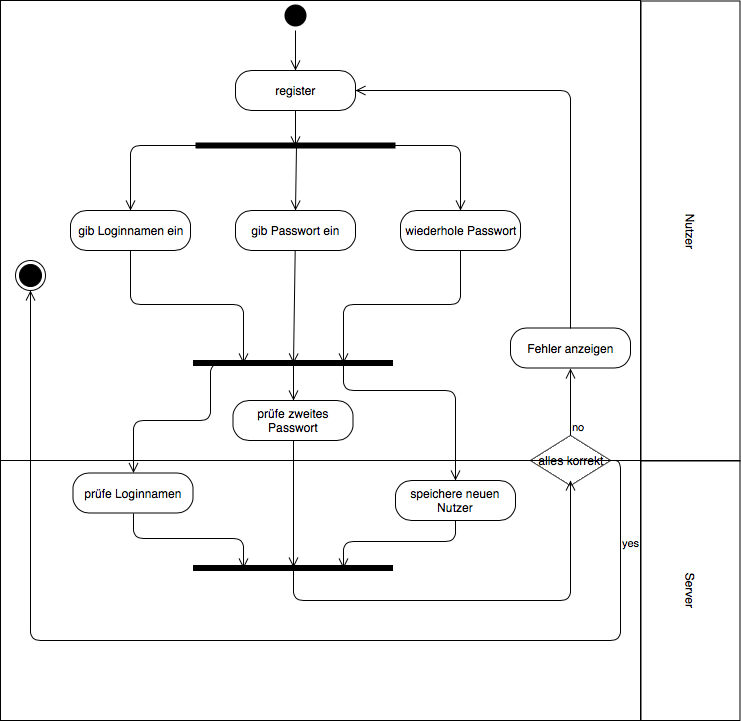 register
gib Loginnamen ein
gib Passwort ein
wiederhole Passwort
Nutzer
Fehler anzeigen
prüfe zweites
Passwort
no
alles korrekt
prüfe Loginnamen
speichere neuen
Nutzer
yes
Server